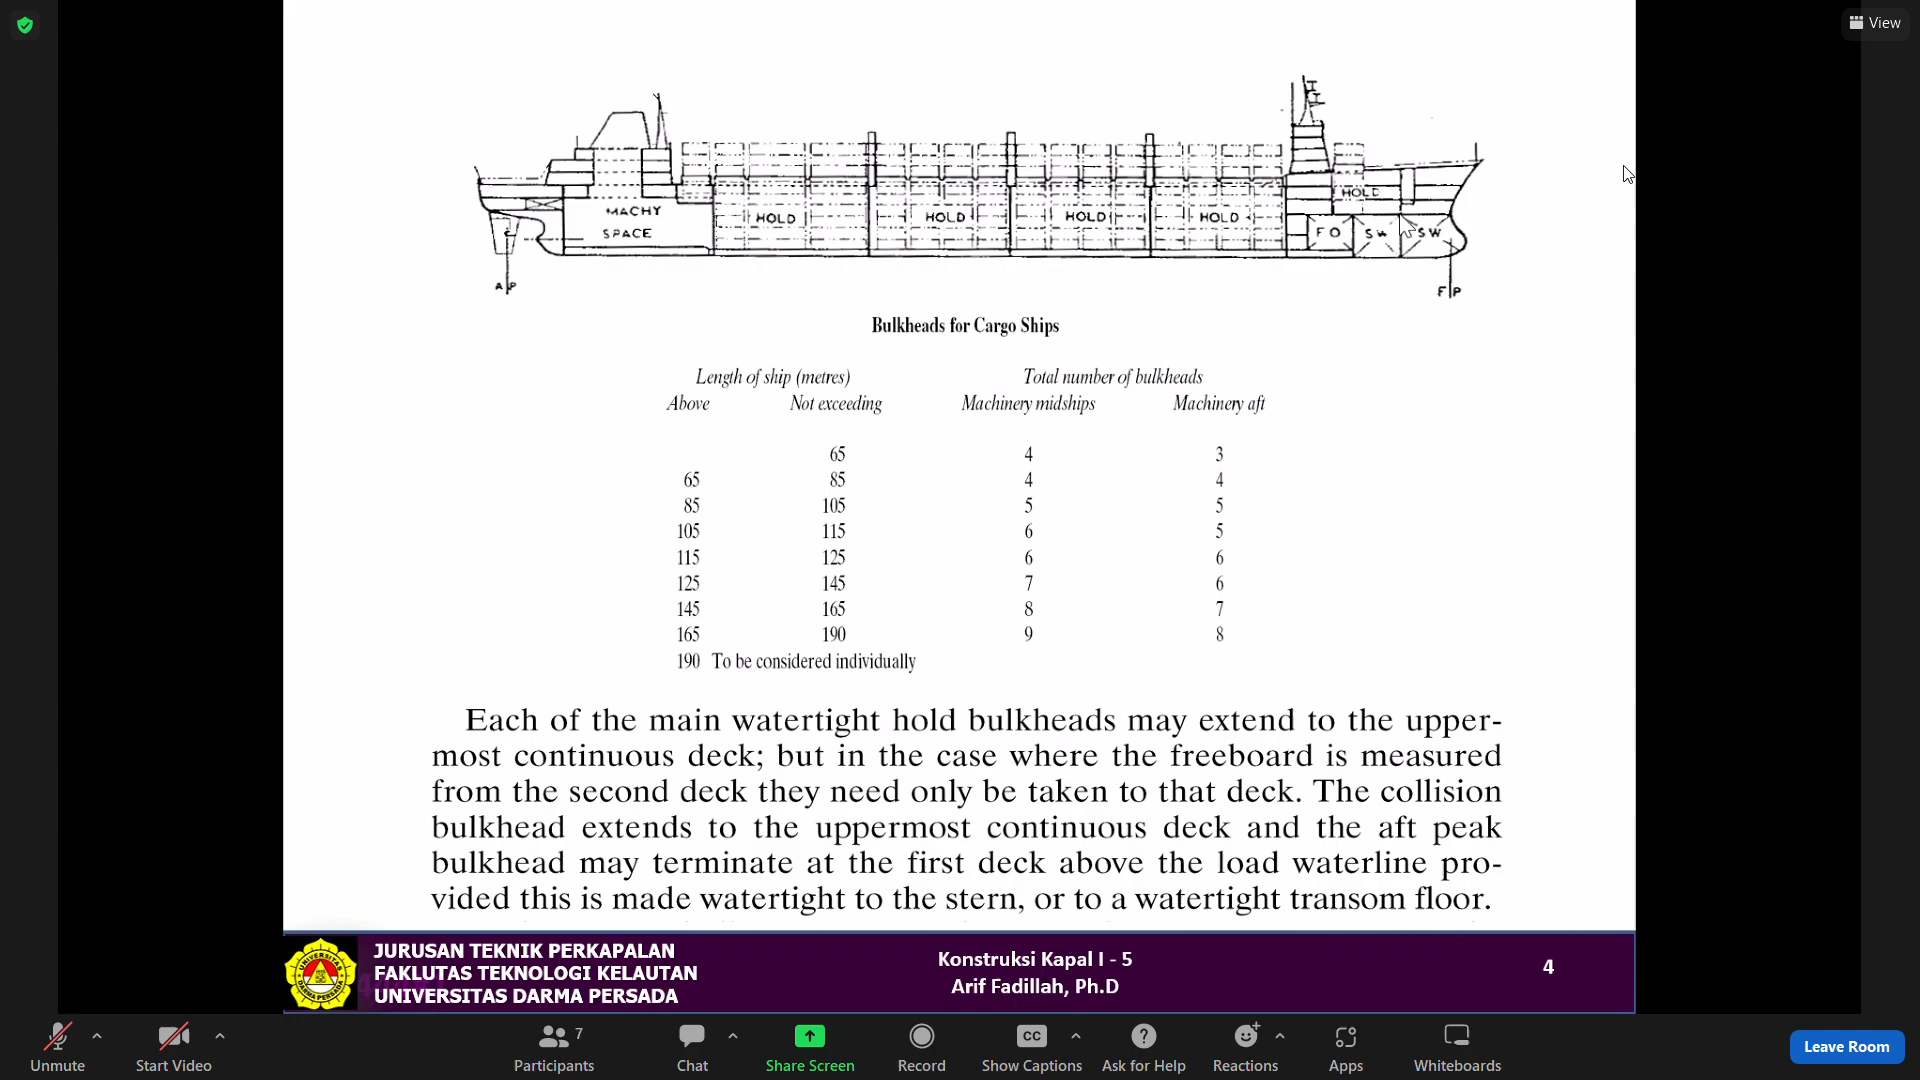 View
MACHY
SPACE
HOLD
HOLD
HOLD
HOLD
HOLD
F O
S W
S W
A P
F P
Bulkheads for Cargo Ships
Length of ship (metres) Total number of bulkheads
Above Not exceeding Machinery midships Machinery aft
65 4 3
65 85 4 4
85 105 5 5
105 115 6 5
115 125 6 6
125 145 7 6
145 165 8 7
165 190 9 8
190 To be considered individually
Each of the main watertight hold bulkheads may extend to the upper-
most continuous deck; but in the case where the freeboard is measured
from the second deck they need only be taken to that deck. The collision
bulkhead extends to the uppermost continuous deck and the aft peak
bulkhead may terminate at the first deck above the load waterline pro-
vided this is made watertight to the stern, or to a watertight transom floor.
UNIVERSITAS
DARMA PERSADA
JURUSAN TEKNIK PERKAPALAN
FAKLUTAS TEKNOLOGI KELAUTAN
UNIVERSITAS DARMA PERSADA
Konstruksi Kapal I - 5
Arif Fadillah, Ph.D
4
Unmute
Start Video
7
Participants
Chat
Share Screen
Record
CC
Show Captions
Ask for Help
Reactions
Apps
Whiteboards
Leave Room